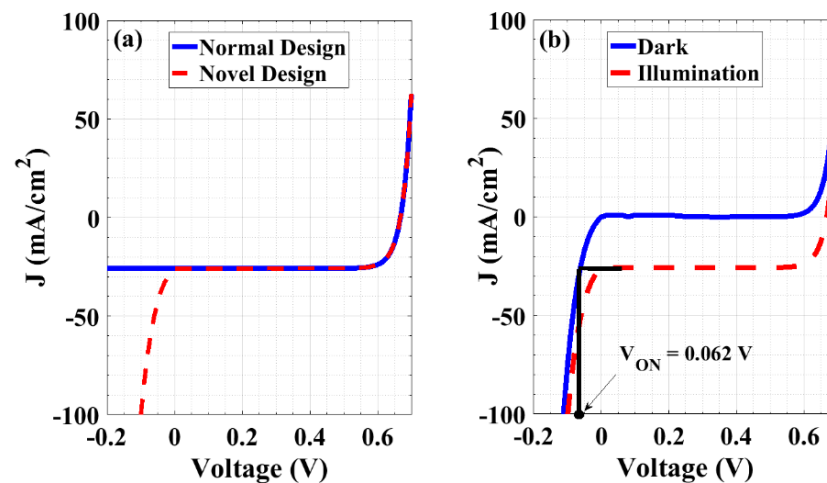 (a)
Normal Design
Novel Design
100
50
0
-50
-100
J (mA/cm²)
-0.2 0 0.2 0.4 0.6
Voltage (V)
(b)
Dark
Illumination
100
50
0
-50
-100
J (mA/cm²)
V_ON = 0.062 V
-0.2 0 0.2 0.4 0.6
Voltage (V)